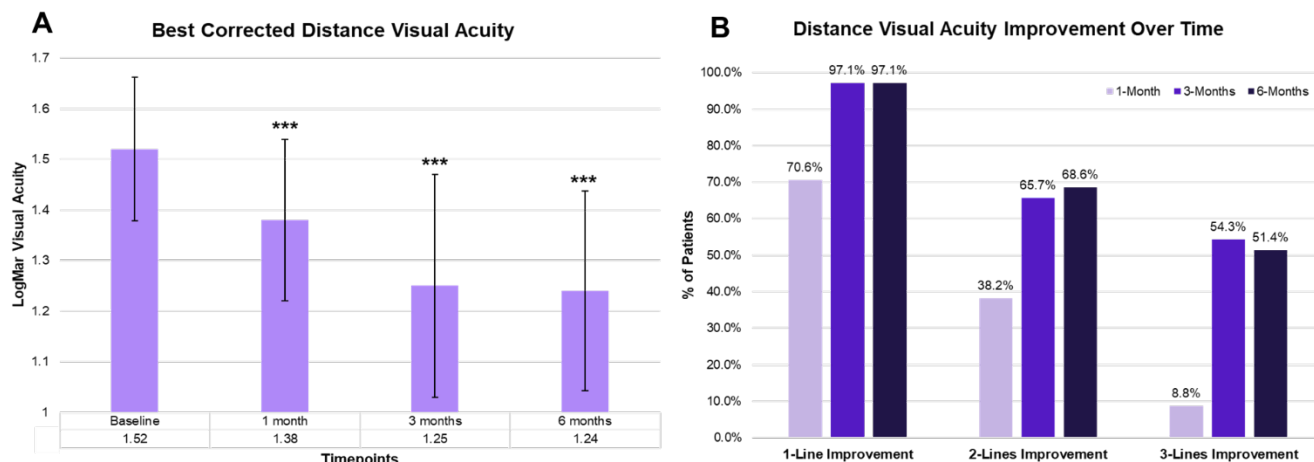 A
Best Corrected Distance Visual Acuity
1.7
1.6
1.5
1.4
1.3
1.2
1.1
1
LogMar Visual Acuity
***
***
***
Baseline 1 month 3 months 6 months
1.52 1.38 1.25 1.24
Timepoints
B
Distance Visual Acuity Improvement Over Time
1-Month 3-Months 6-Months
100.0%
90.0%
80.0%
70.0%
60.0%
50.0%
40.0%
30.0%
20.0%
10.0%
0.0%
% of Patients
70.6% 97.1% 97.1%
38.2% 65.7% 68.6%
8.8% 54.3% 51.4%
1-Line Improvement 2-Lines Improvement 3-Lines Improvement